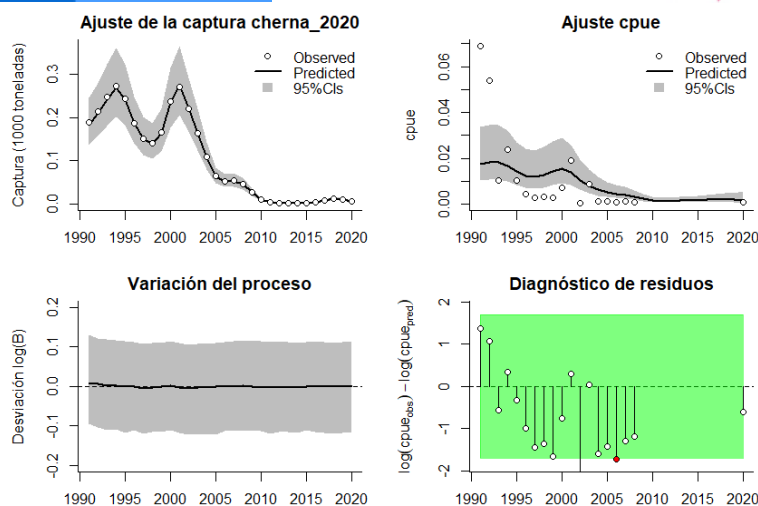 Ajuste de la captura cherna_2020
Captura (1000 toneladas)
0.3
0.2
0.1
0.0
Observed
Predicted
95%CIs
1990 1995 2000 2005 2010 2015 2020
Ajuste cpue
cpue
0.06
0.04
0.02
0.00
Observed
Predicted
95%CIs
1990 1995 2000 2005 2010 2015 2020
Variación del proceso
Desviación log(B)
0.2
0.1
0.0
-0.1
-0.2
1990 1995 2000 2005 2010 2015 2020
Diagnóstico de residuos
log(cpue_obs) − log(cpue_pred)
2
1
0
-1
-2
1990 1995 2000 2005 2010 2015 2020